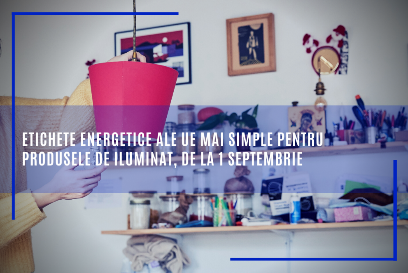 ETICHETE ENERGETICE ALE UE MAI SIMPLE PENTRU
PRODUSELE DE ILUMINAT, DE LA 1 SEPTEMBRIE